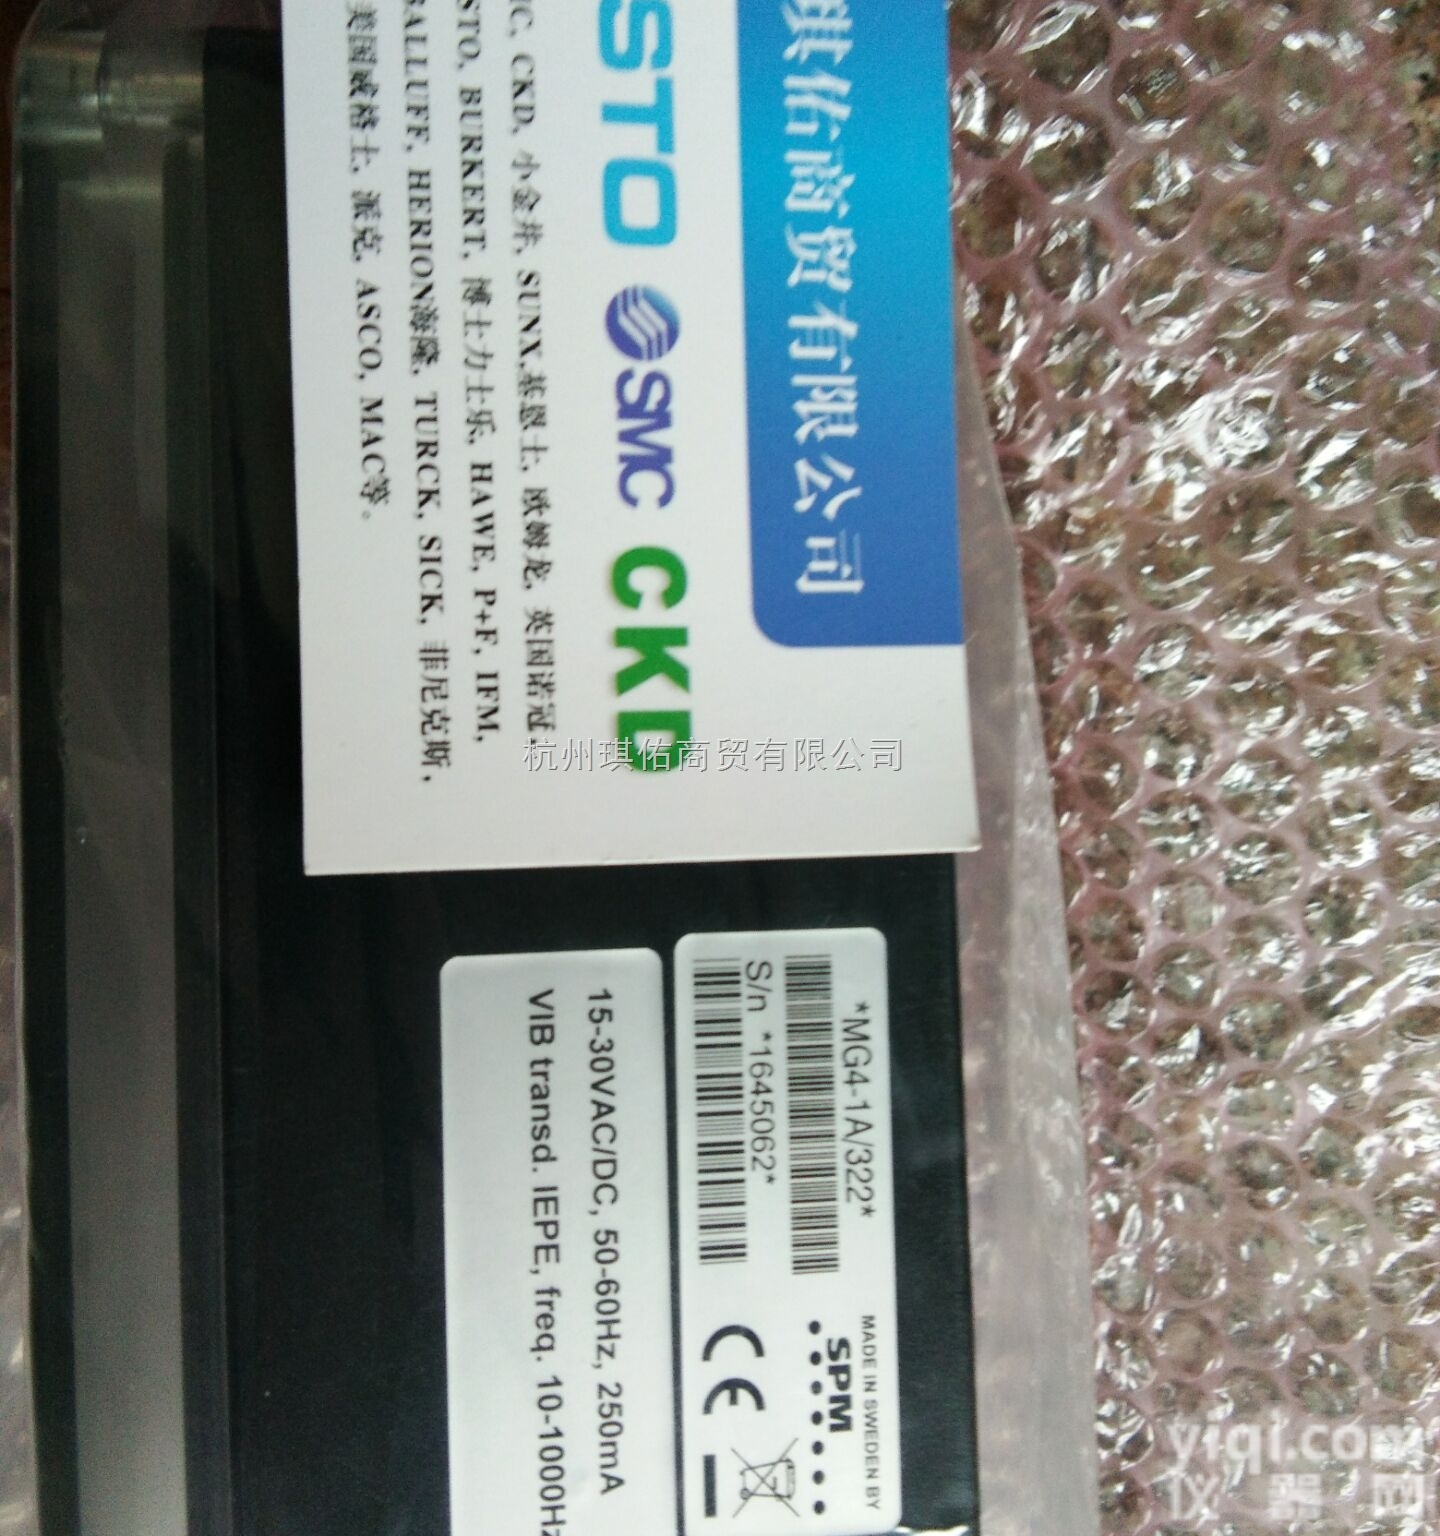 琪佑商贸有限公司
STO SMC CKD
IC, CKD, 小金井, SUNX,基恩士, 欧姆龙, 英国诺冠,
STO, BURKERT, 博士力士乐, HAWE, P+F, IFM,
BALLUFF, HERION海隆, TURCK, SICK, 菲尼克斯,
美国威格士, 派克, ASCO, MAC等。
杭州琪佑商贸有限公司
*MG4-1A/322*
S/n *1645062*
MADE IN SWEDEN BY
SPM
CE
15-30VAC/DC, 50-60Hz, 250mA
VIB transd. IEPE, freq. 10-1000Hz
yiqi.com
仪器网